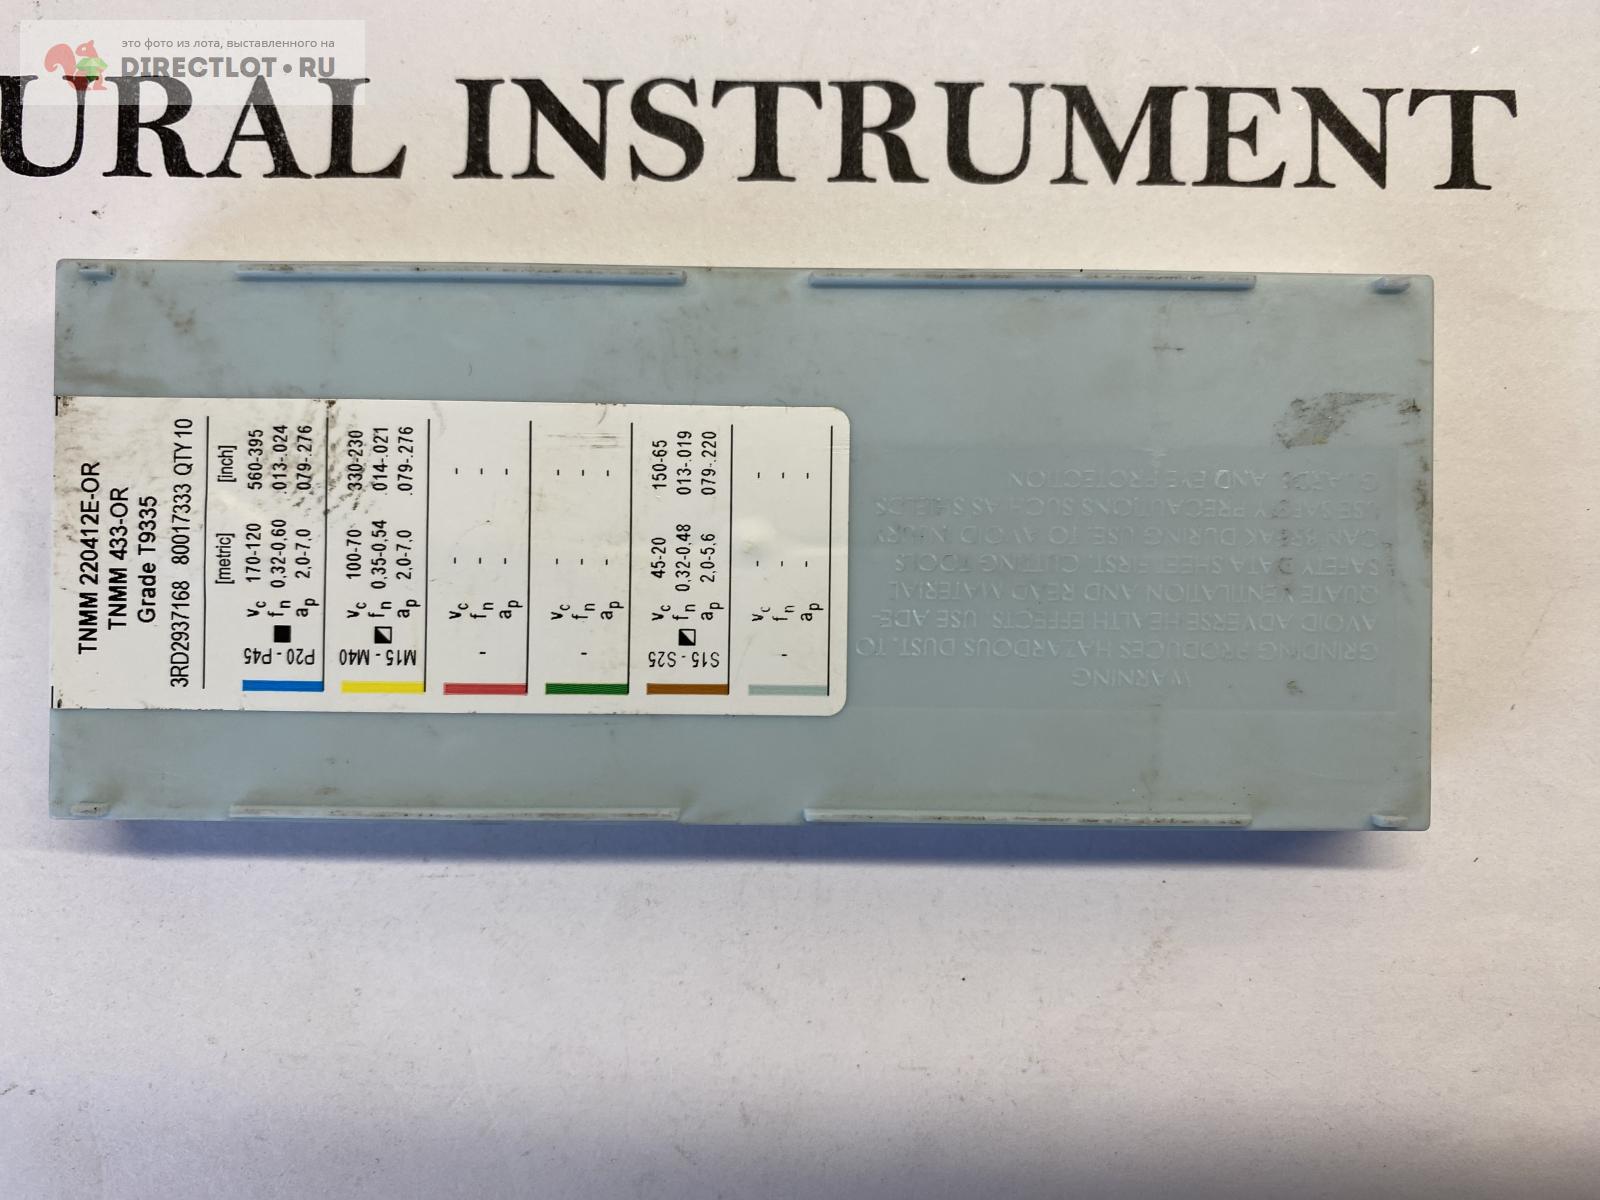 это фото из лота, выставленного на
DIRECTLOT.RU
URAL INSTRUMENT
TNMM 220412E-OR
TNMM 433-OR
Grade T9335
3RD2937168 80017333 QTY10
[metric] [inch]
P20 - P45
vc 170-120 560-395
fn 0,32-0,60 .013-.024
ap 2,0-7,0 .079-.276
M15 - M40
vc 100-70 330-230
fn 0,35-0,54 .014-.021
ap 2,0-7,0 .079-.276
-
vc - -
fn - -
ap - -
-
vc - -
fn - -
ap - -
S15 - S25
vc 45-20 150-65
fn 0,32-0,48 .013-.019
ap 2,0-5,6 .079-.220
-
vc - -
fn - -
ap - -
WARNING
GRINDING PRODUCES HAZARDOUS DUST. TO
AVOID ADVERSE HEALTH EFFECTS. USE ADE-
QUATE VENTILATION AND READ MATERIAL
SAFETY DATA SHEET FIRST. CUTTING TOOLS
CAN BREAK DURING USE. TO AVOID INJURY
USE SAFETY PRECAUTIONS SUCH AS SHIELDS
AND EYE PROTECTION